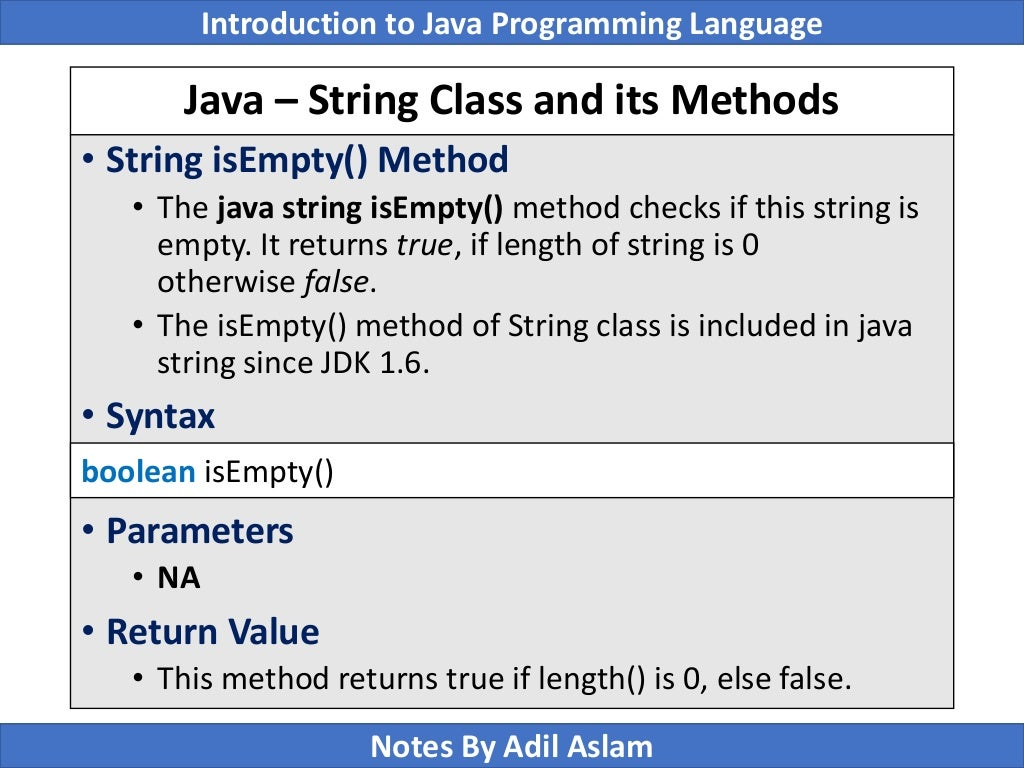 Introduction to Java Programming Language
Java – String Class and its Methods
• String isEmpty() Method
• The java string isEmpty() method checks if this string is
empty. It returns true, if length of string is 0
otherwise false.
• The isEmpty() method of String class is included in java
string since JDK 1.6.
• Syntax
boolean isEmpty()
• Parameters
• NA
• Return Value
• This method returns true if length() is 0, else false.
Notes By Adil Aslam